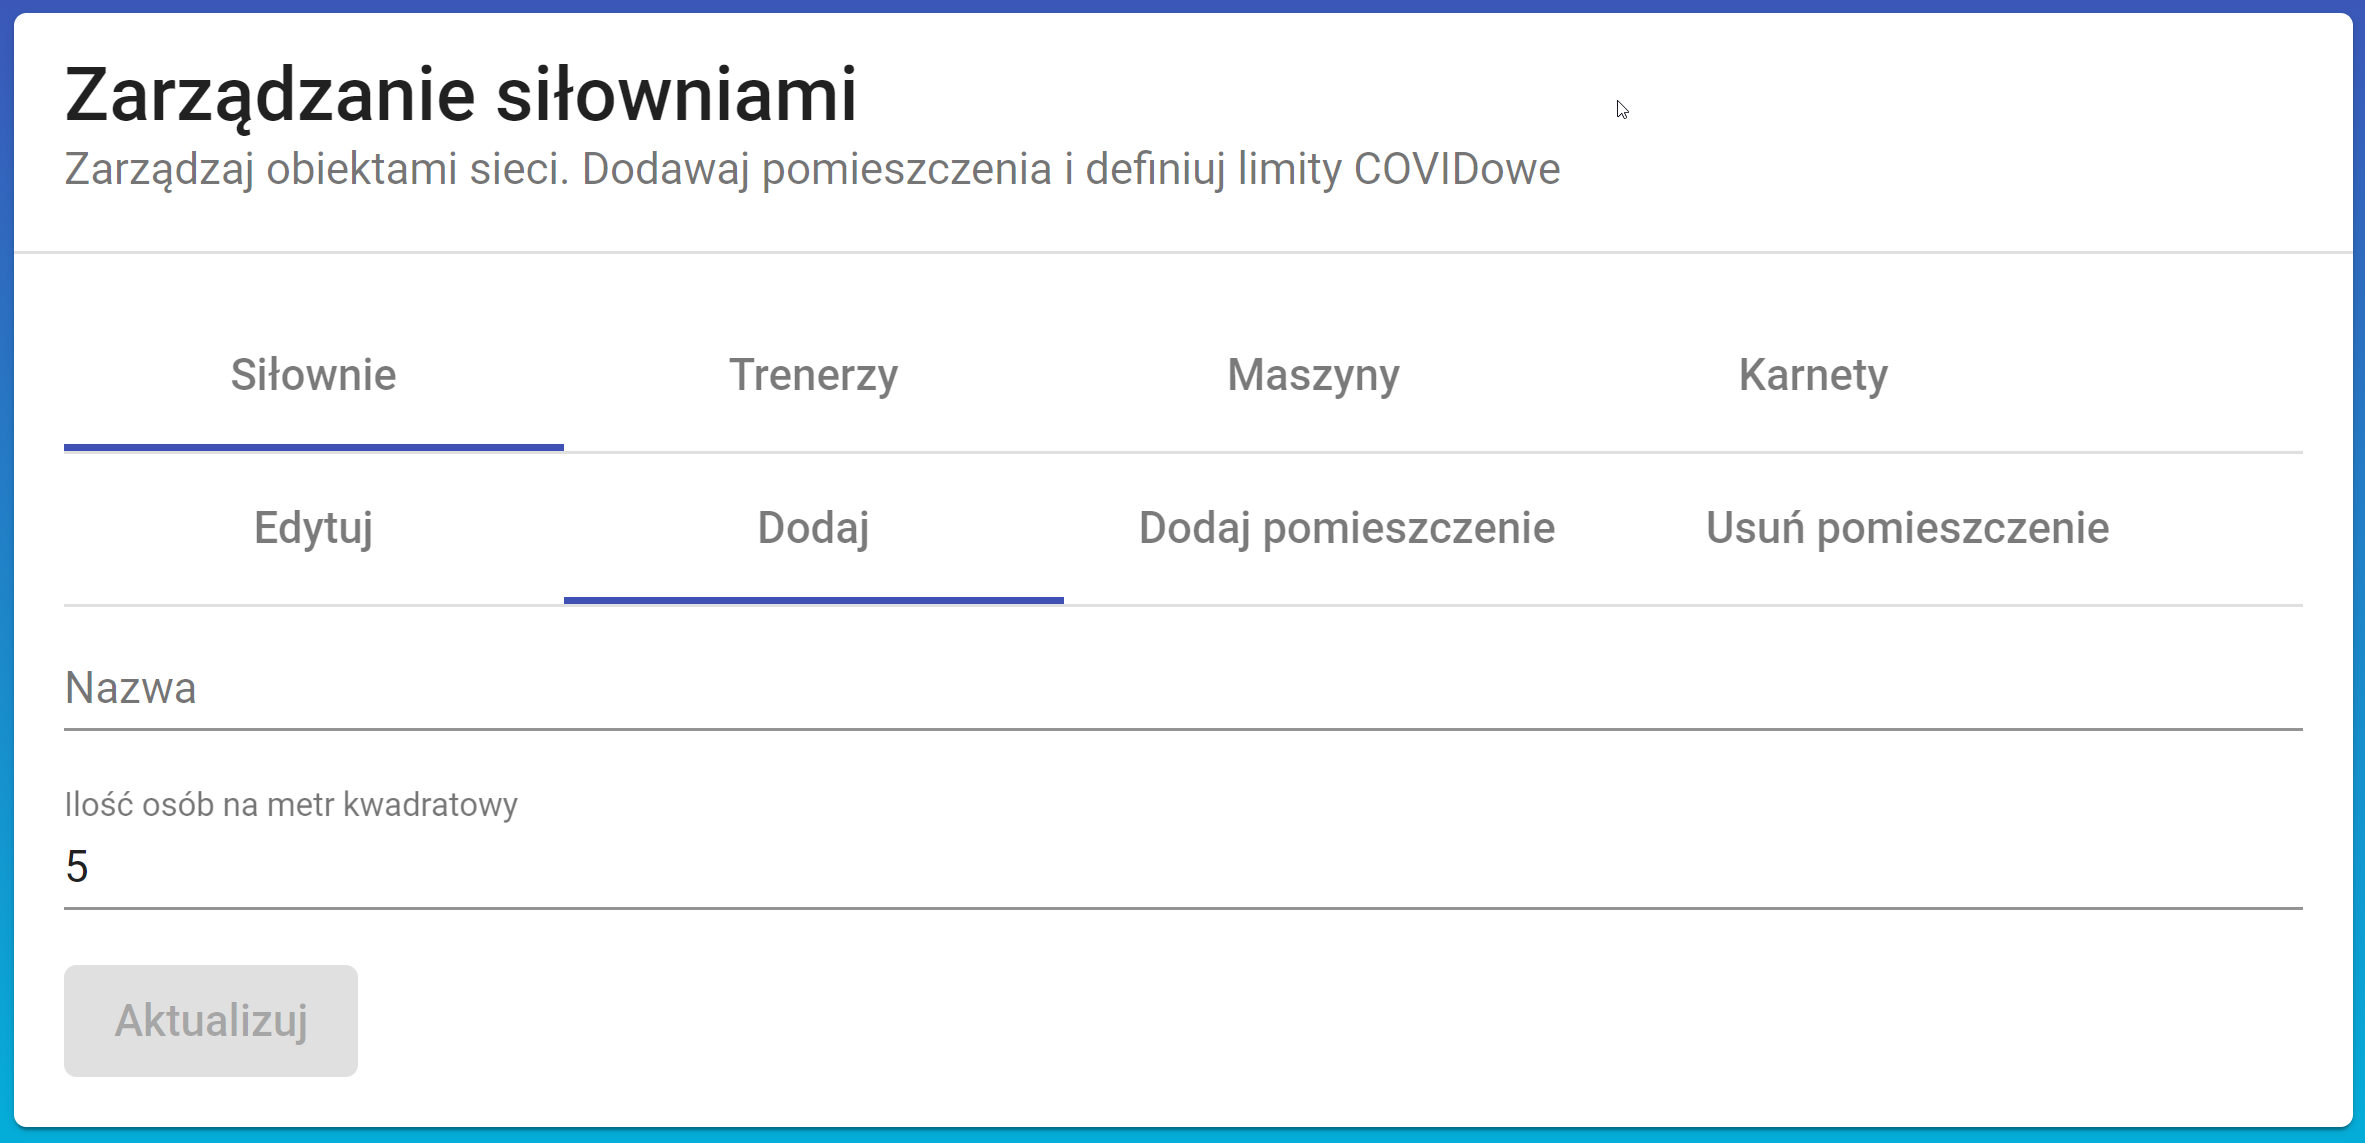 Zarządzanie siłowniami
Zarządzaj obiektami sieci. Dodawaj pomieszczenia i definiuj limity COVIDowe
Siłownie Trenerzy Maszyny Karnety
Edytuj Dodaj Dodaj pomieszczenie Usuń pomieszczenie
Nazwa
Ilość osób na metr kwadratowy
5
Aktualizuj